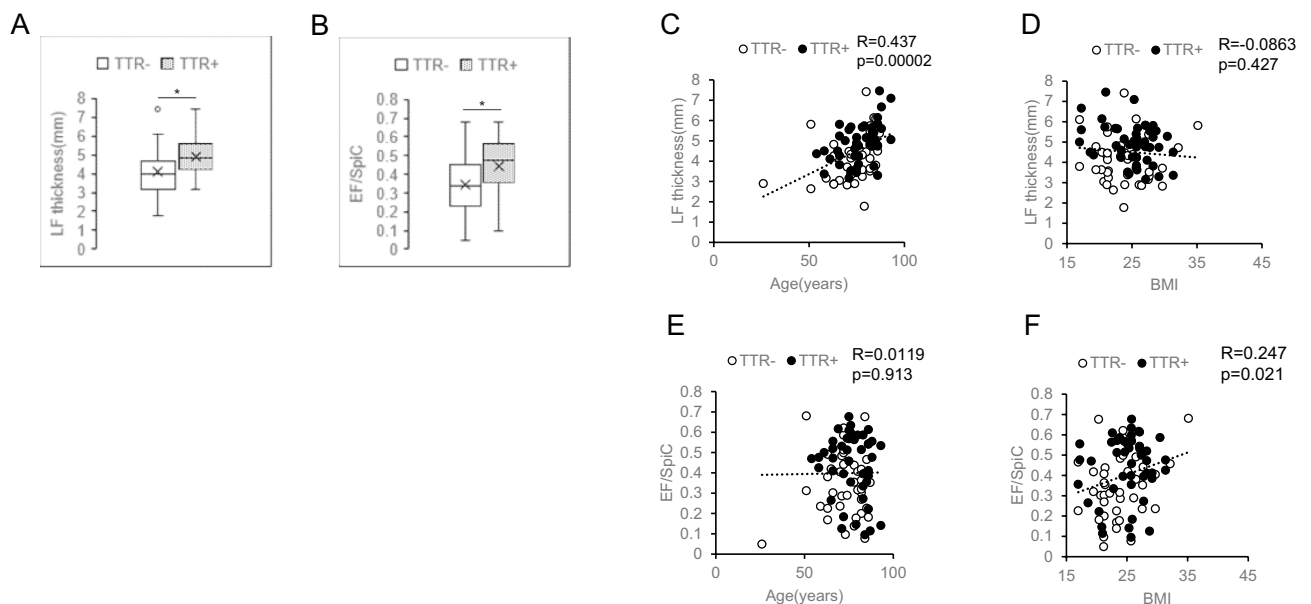 A
TTR- TTR+
*
8
7
6
5
4
3
2
1
0
LF thickness(mm)
B
TTR- TTR+
*
0.8
0.7
0.6
0.5
0.4
0.3
0.2
0.1
0
EF/SpiC
C
TTR- TTR+
R=0.437
p=0.00002
8
7
6
5
4
3
2
1
0
LF thickness(mm)
0 50 100
Age(years)
D
TTR- TTR+
R=-0.0863
p=0.427
8
7
6
5
4
3
2
1
0
LF thickness(mm)
15 25 35 45
BMI
E
TTR- TTR+
R=0.0119
p=0.913
0.8
0.7
0.6
0.5
0.4
0.3
0.2
0.1
0
EF/SpiC
0 50 100
Age(years)
F
TTR- TTR+
R=0.247
p=0.021
0.8
0.7
0.6
0.5
0.4
0.3
0.2
0.1
0
EF/SpiC
15 25 35 45
BMI